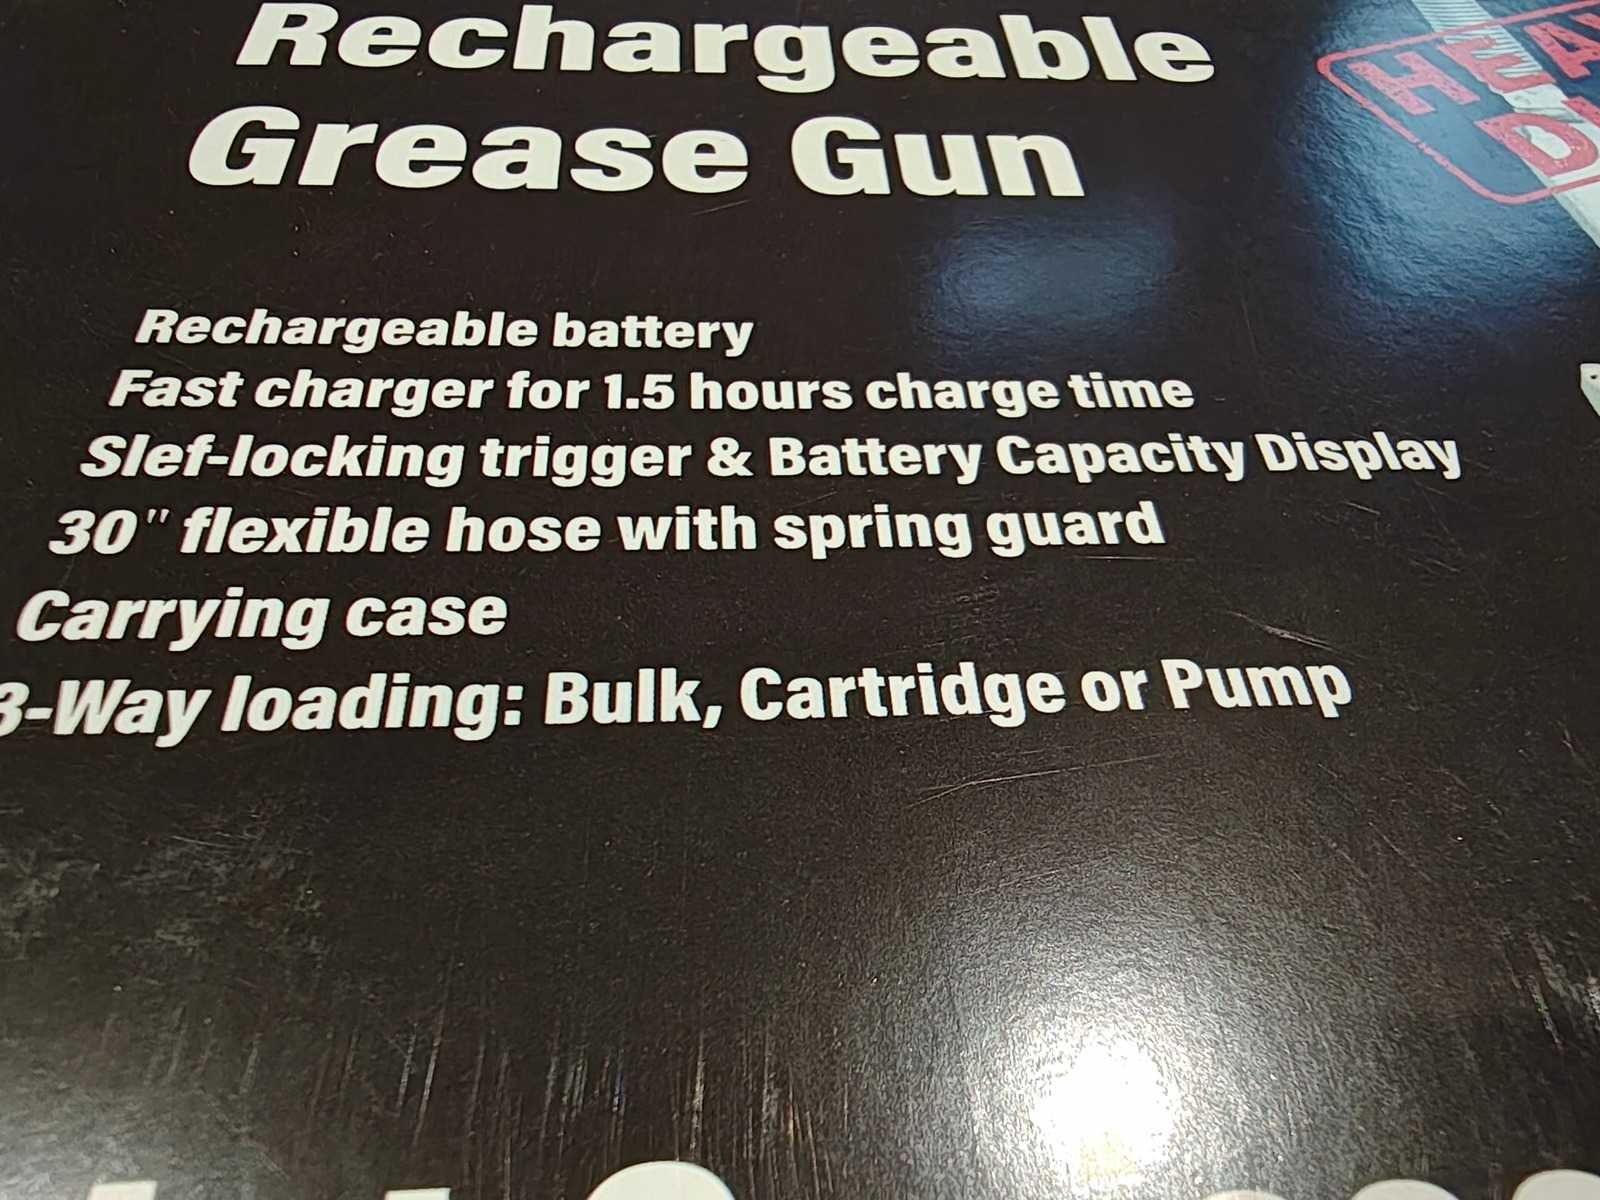 Rechargeable
Grease Gun
Rechargeable battery
Fast charger for 1.5 hours charge time
Slef-locking trigger & Battery Capacity Display
30" flexible hose with spring guard
Carrying case
3-Way loading: Bulk, Cartridge or Pump